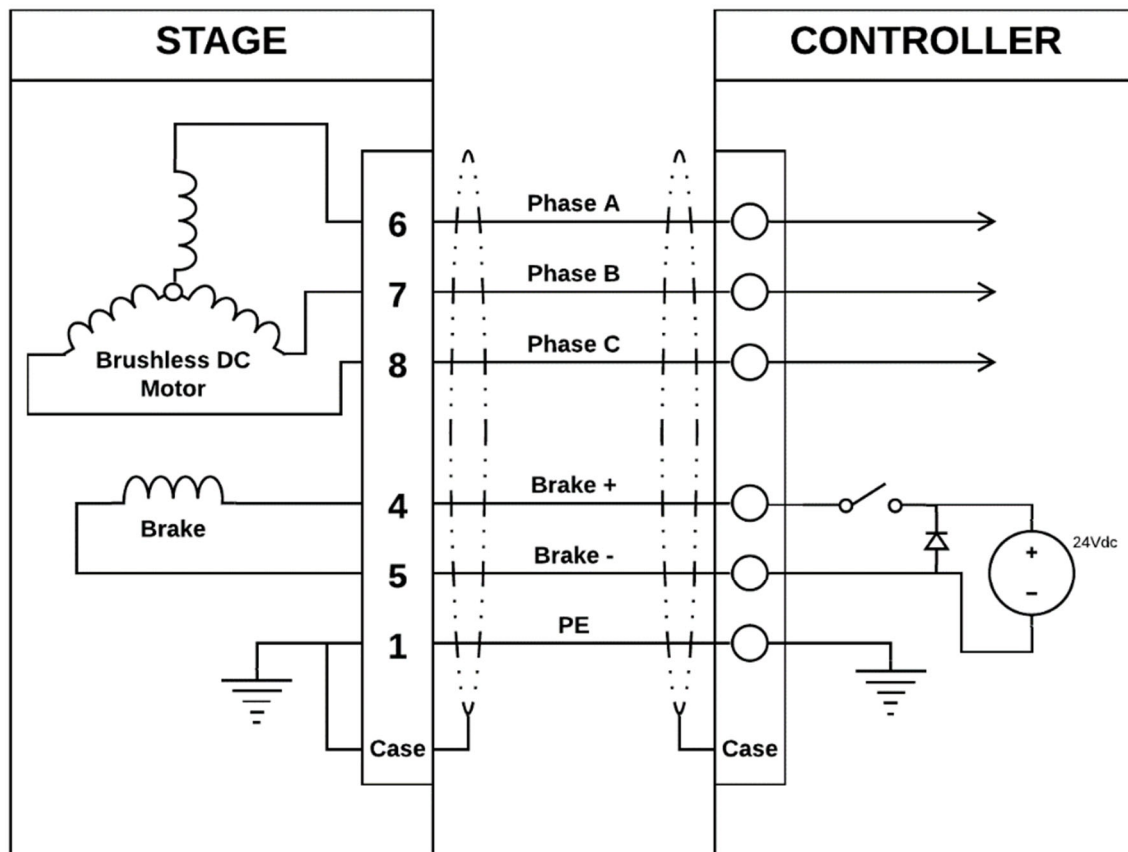 STAGE
CONTROLLER
Phase A
6
Phase B
7
Brushless DC
Motor
Phase C
8
Brake +
4
Brake
Brake -
5
24Vdc
+
−
PE
1
Case
Case